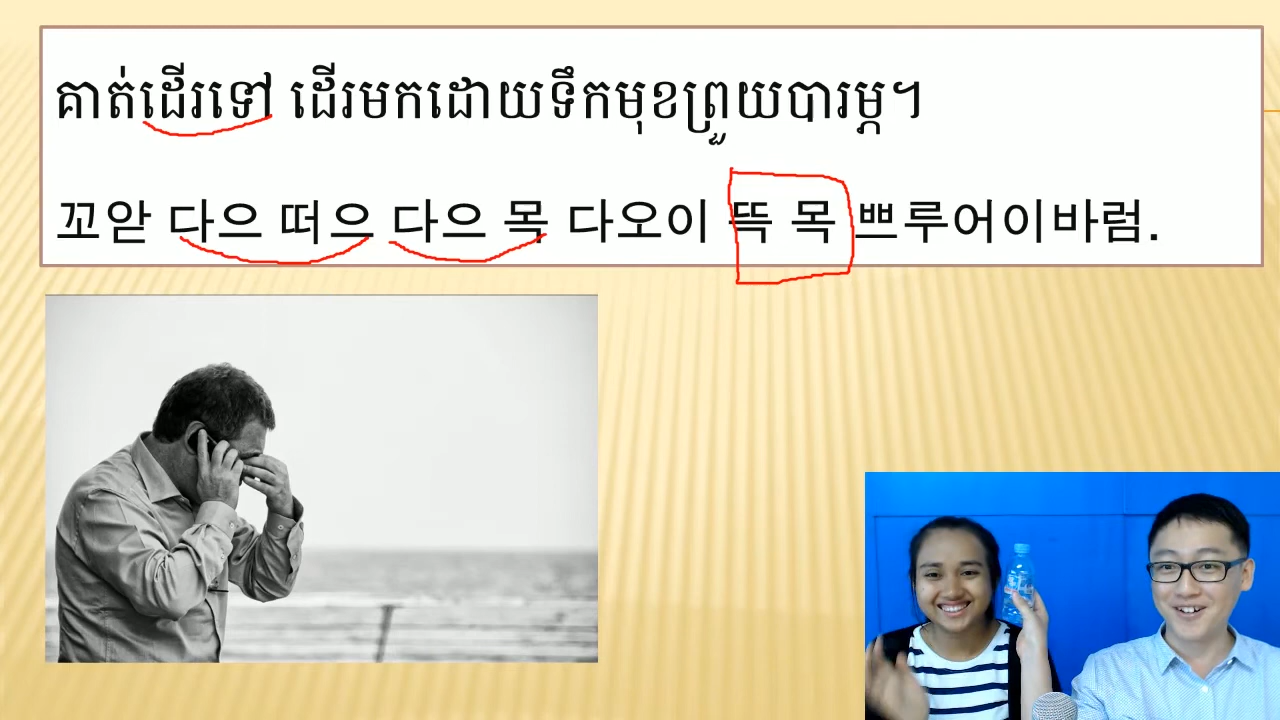 គាត់ដើរទៅ ដើរមកដោយទឹកមុខព្រួយបារម្ភ។
꼬앋 다으 떠으 다으 목 다오이 뜩 목 쁘루어이바럼.